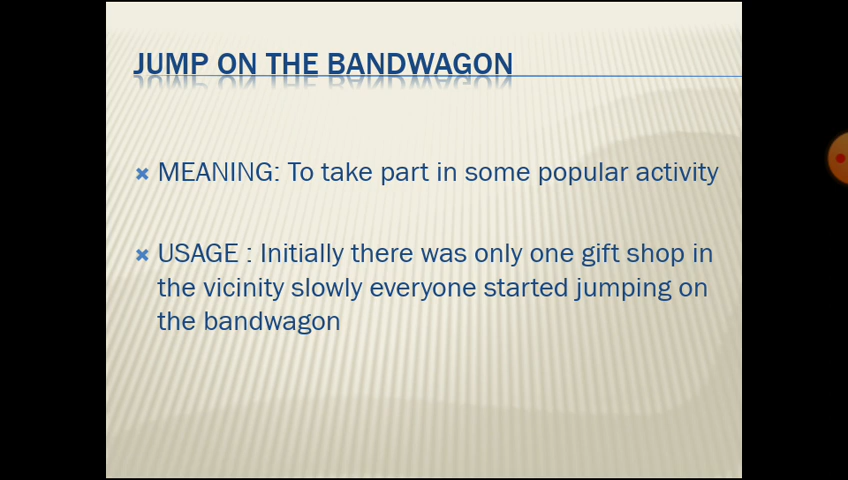 JUMP ON THE BANDWAGON
MEANING: To take part in some popular activity
USAGE : Initially there was only one gift shop in
the vicinity slowly everyone started jumping on
the bandwagon